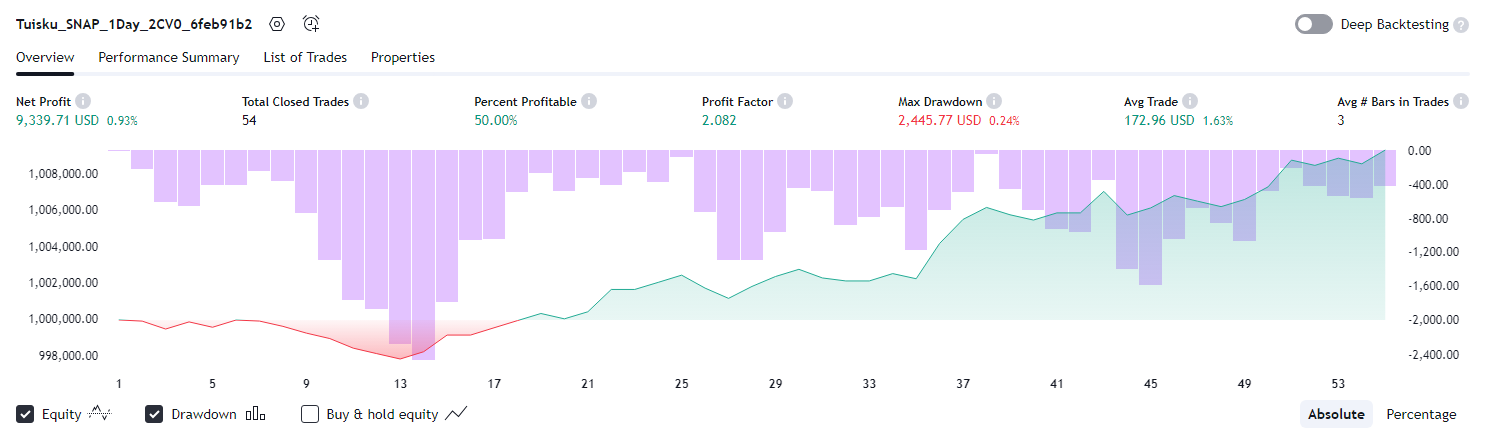 Tuisku_SNAP_1Day_2CV0_6feb91b2
Deep Backtesting ?
Overview Performance Summary List of Trades Properties
Net Profit Total Closed Trades Percent Profitable Profit Factor Max Drawdown Avg Trade Avg # Bars in Trades
9,339.71 USD 0.93% 54 50.00% 2.082 2,445.77 USD 0.24% 172.96 USD 1.63% 3
0.00
1,008,000.00
-400.00
1,006,000.00
-800.00
1,004,000.00
-1,200.00
1,002,000.00
-1,600.00
1,000,000.00
-2,000.00
998,000.00
-2,400.00
1 5 9 13 17 21 25 29 33 37 41 45 49 53
Equity Drawdown Buy & hold equity Absolute Percentage